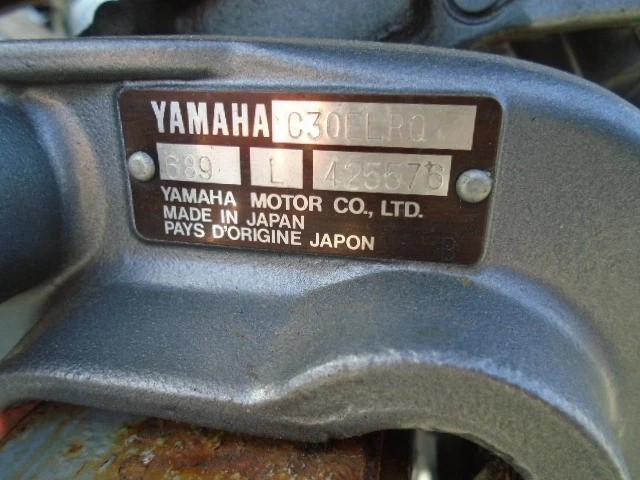 YAMAHA C30ELRQ
689 L 425576
YAMAHA MOTOR CO., LTD.
MADE IN JAPAN
PAYS D'ORIGINE JAPON